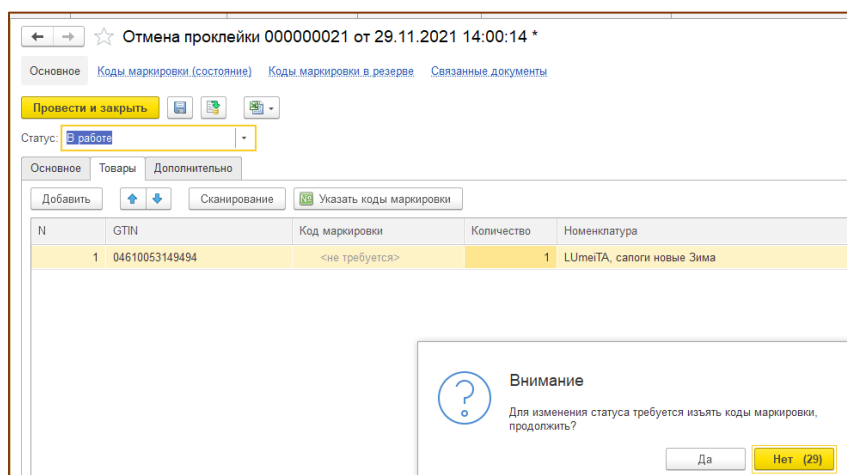 Отмена проклейки 000000021 от 29.11.2021 14:00:14 *
Основное Коды маркировки (состояние) Коды маркировки в резерве Связанные документы
Провести и закрыть
Статус: В работе
Основное Товары Дополнительно
Добавить Сканирование Указать коды маркировки
N GTIN Код маркировки Количество Номенклатура
1 04610053149494 <не требуется> 1 LUmeiTA, сапоги новые Зима
Внимание
Для изменения статуса требуется изъять коды маркировки,
продолжить?
Да Нет (29)